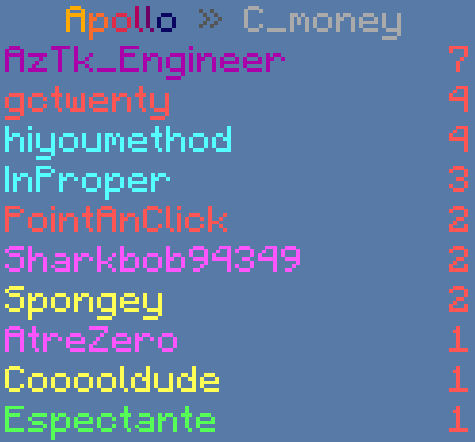 Apollo » C_money
AzTk_Engineer 7
gotwenty 4
hiyoumethod 4
InProper 3
PointAnClick 2
Sharkbob94349 2
Spongey 2
AtreZero 1
Cooooldude 1
Espectante 1